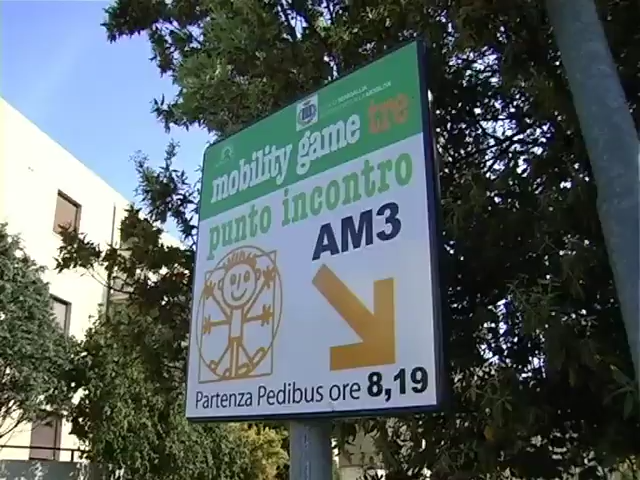 mobility game tre
punto incontro
AM3
Partenza Pedibus ore 8,19